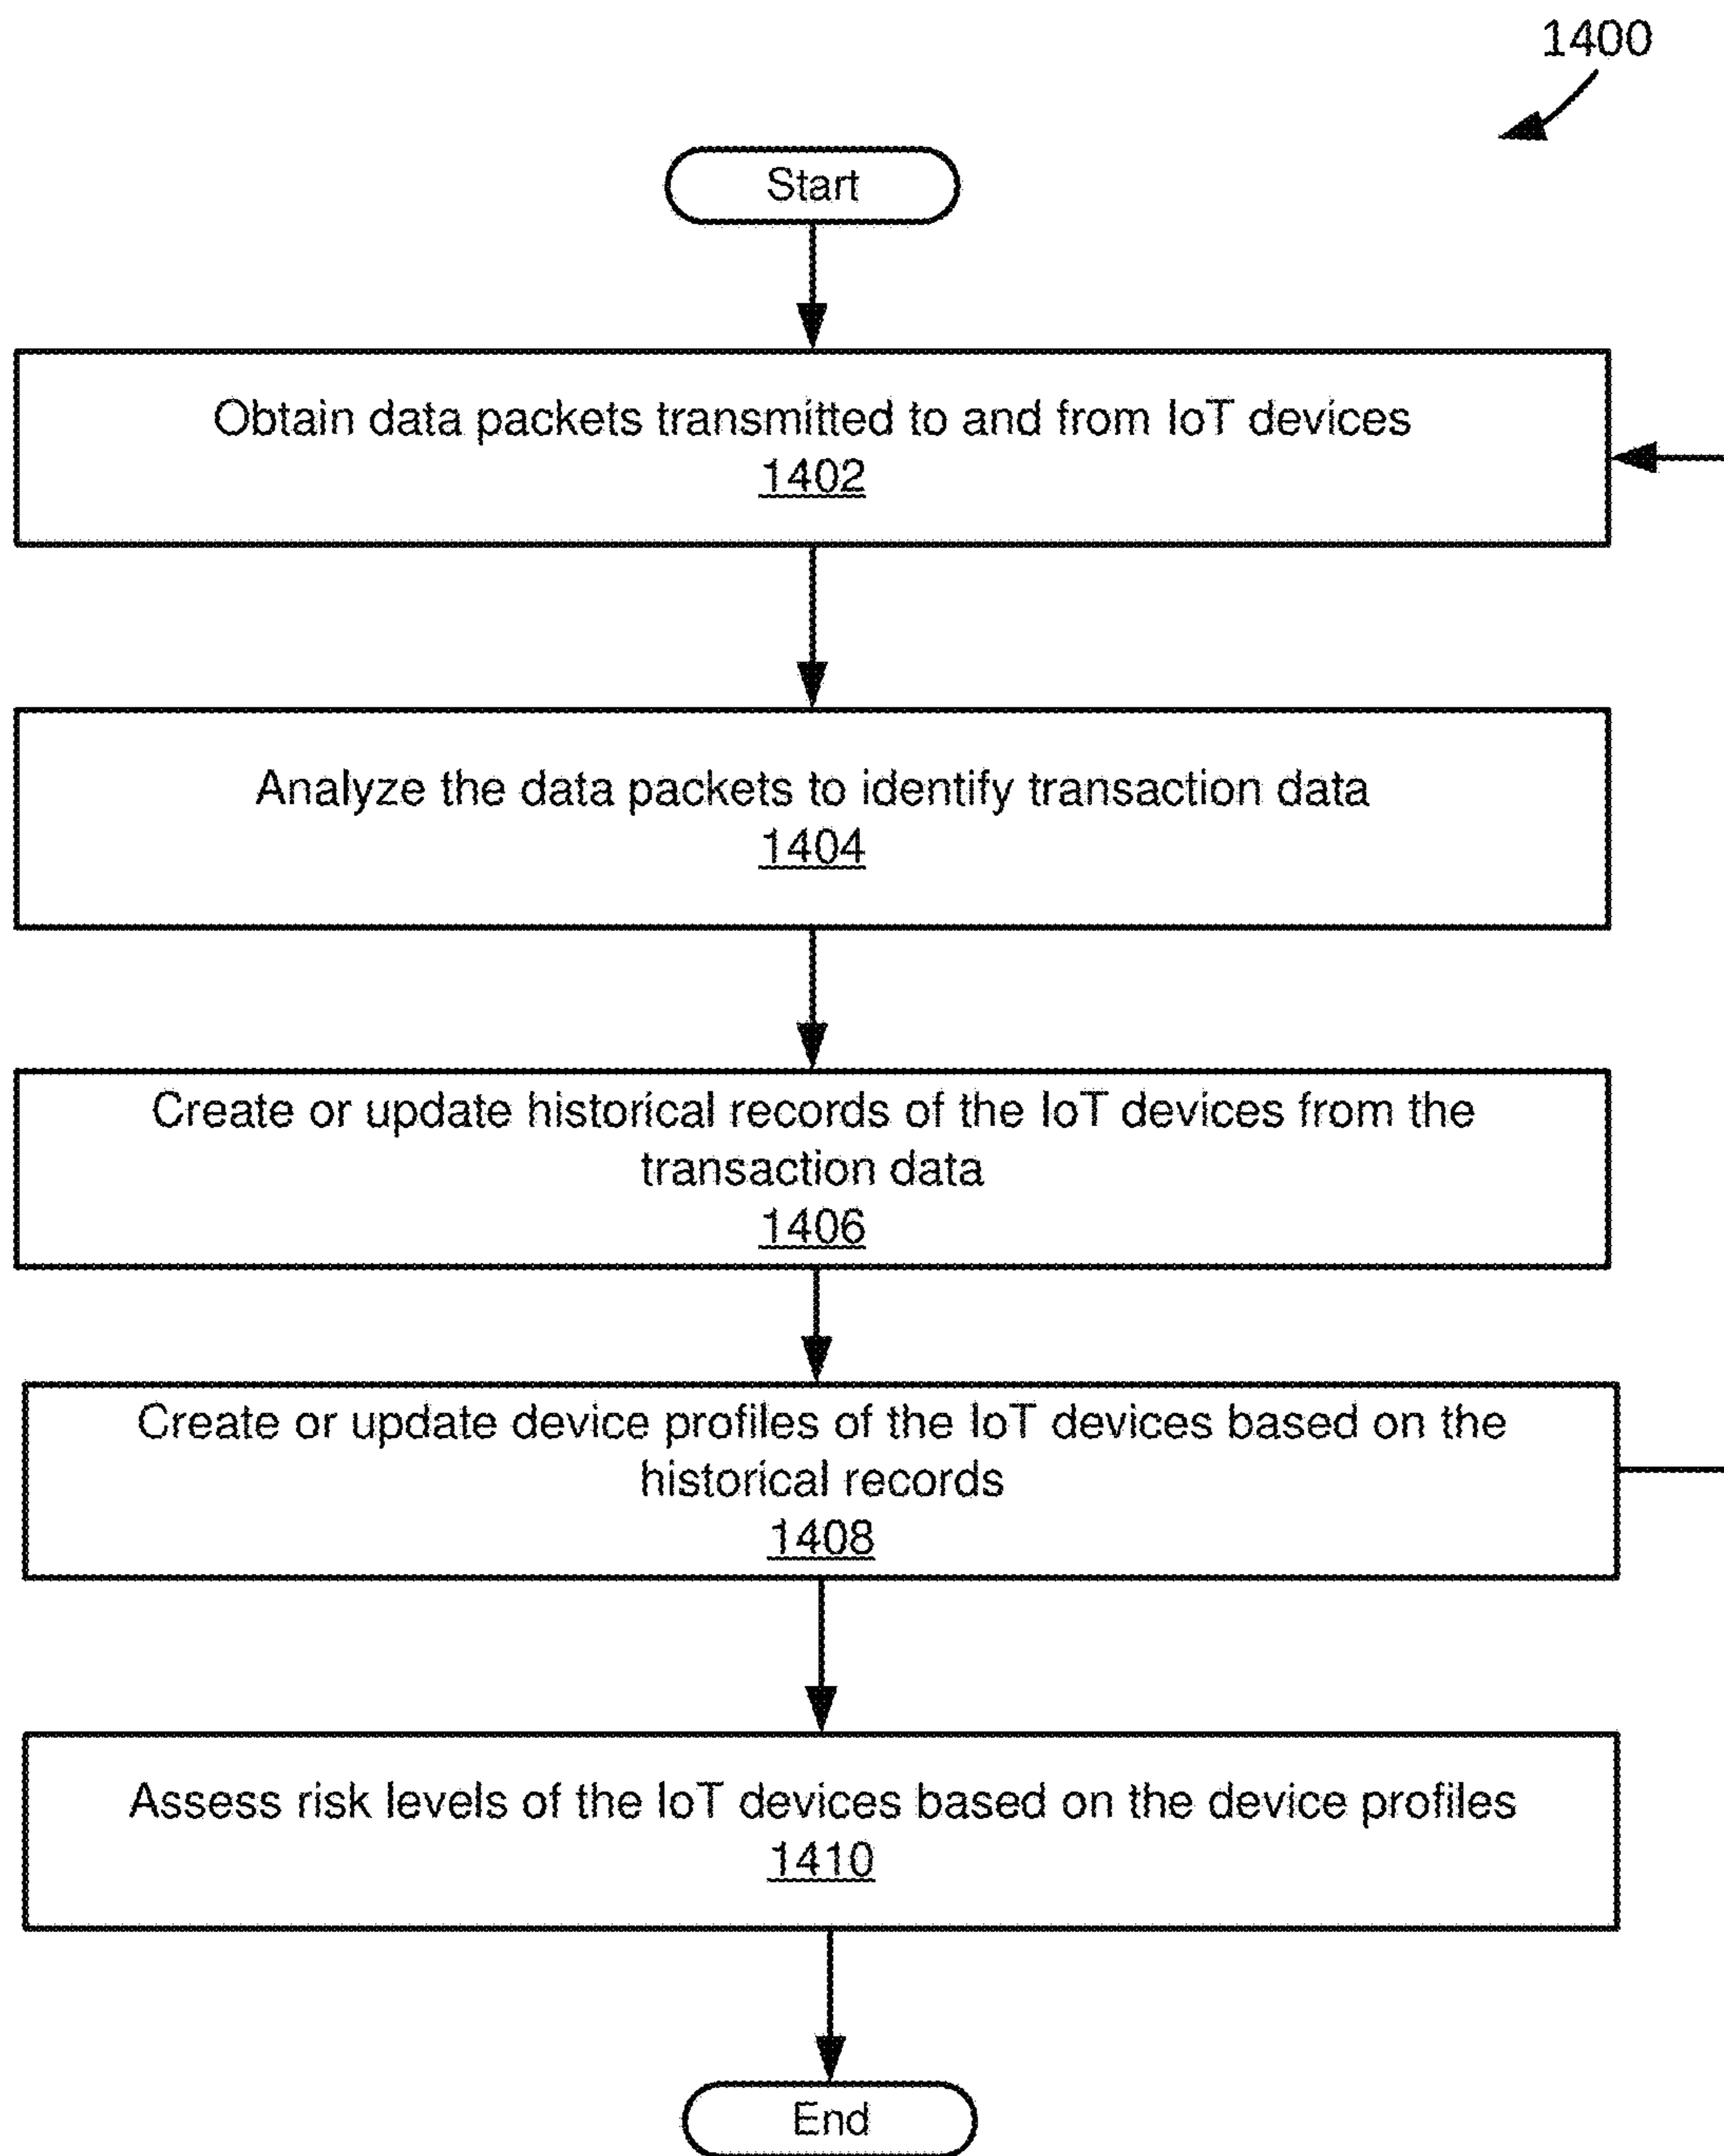 1400
Start
Obtain data packets transmitted to and from IoT devices
1402
Analyze the data packets to identify transaction data
1404
Create or update historical records of the IoT devices from the
transaction data
1406
Create or update device profiles of the IoT devices based on the
historical records
1408
Assess risk levels of the IoT devices based on the device profiles
1410
End